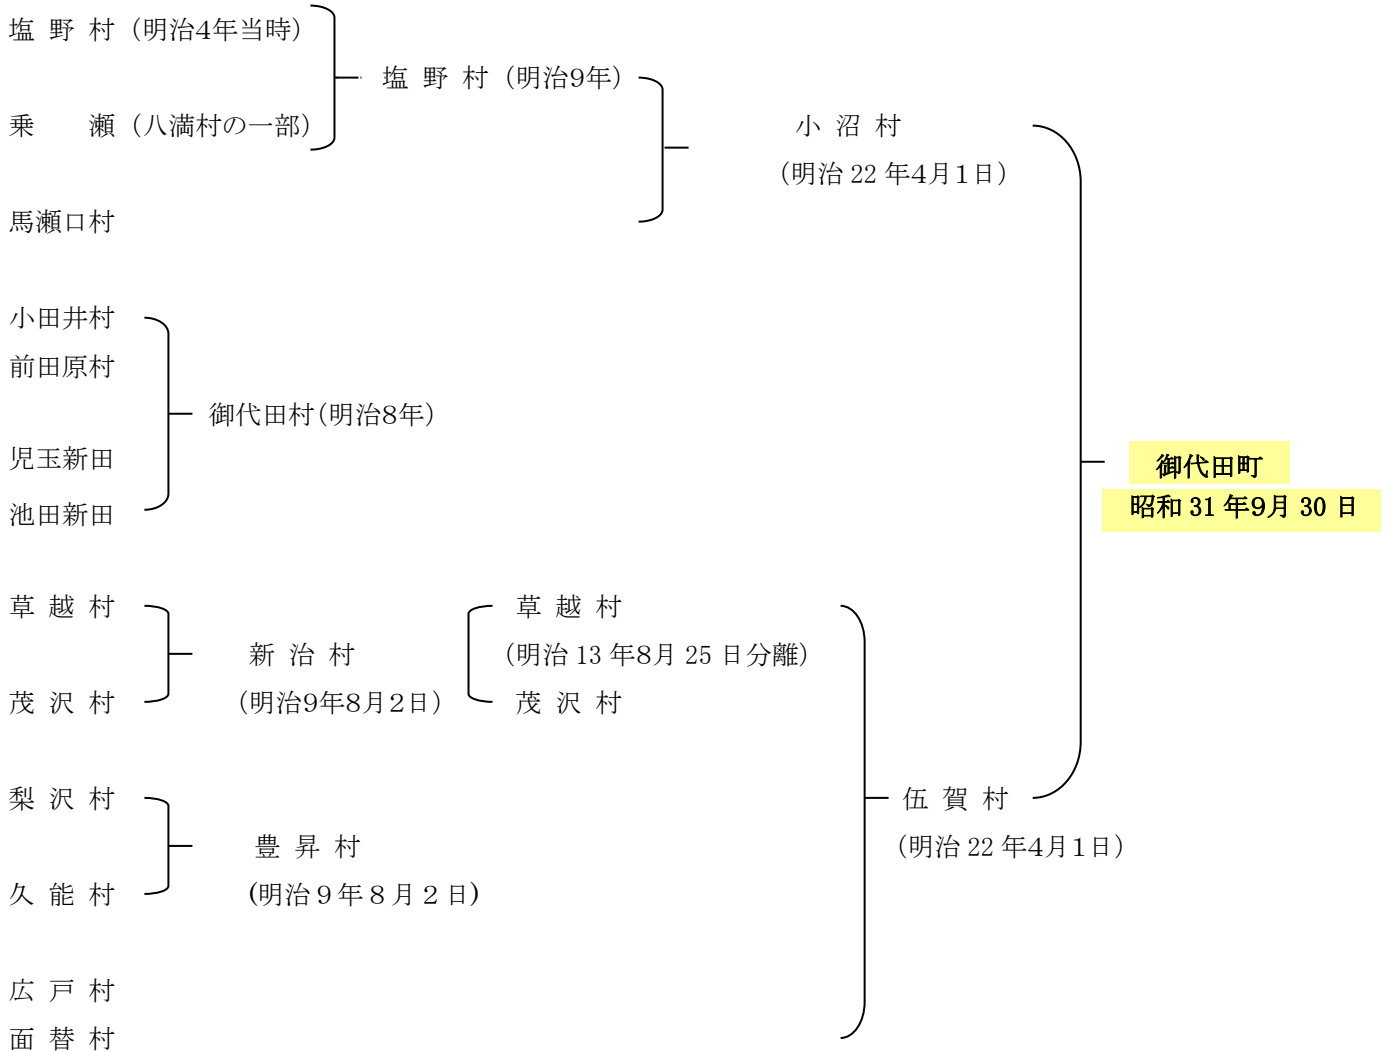 塩 野 村（明治4年当時）
塩 野 村（明治9年）
乗　　瀬（八満村の一部）
小 沼 村
（明治 22 年4月1日）
馬瀬口村
小田井村
前田原村
御代田村（明治8年）
児玉新田
池田新田
御代田町
昭和 31 年9月 30 日
草 越 村
茂 沢 村
新 治 村
（明治9年8月2日）
草 越 村
（明治 13 年8月 25 日分離）
茂 沢 村
梨 沢 村
久 能 村
豊 昇 村
(明治９年８月２日)
伍 賀 村
（明治 22 年4月1日）
広 戸 村
面 替 村